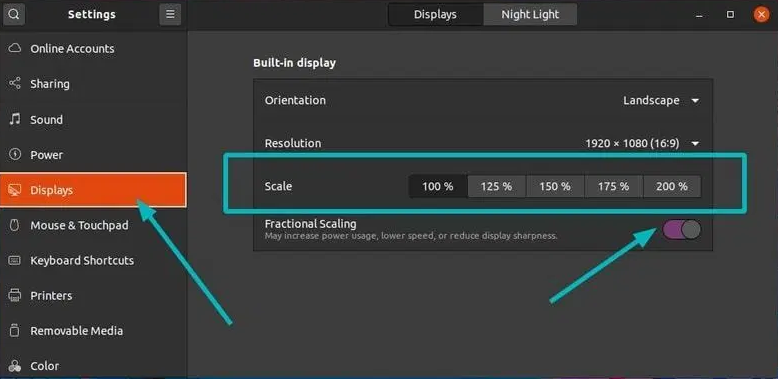 Settings
Displays
Night Light
Online Accounts
Sharing
Sound
Power
Displays
Mouse & Touchpad
Keyboard Shortcuts
Printers
Removable Media
Color
Built-in display
Orientation
Landscape
Resolution
1920 × 1080 (16:9)
Scale
100 %
125 %
150 %
175 %
200 %
Fractional Scaling
May increase power usage, lower speed, or reduce display sharpness.